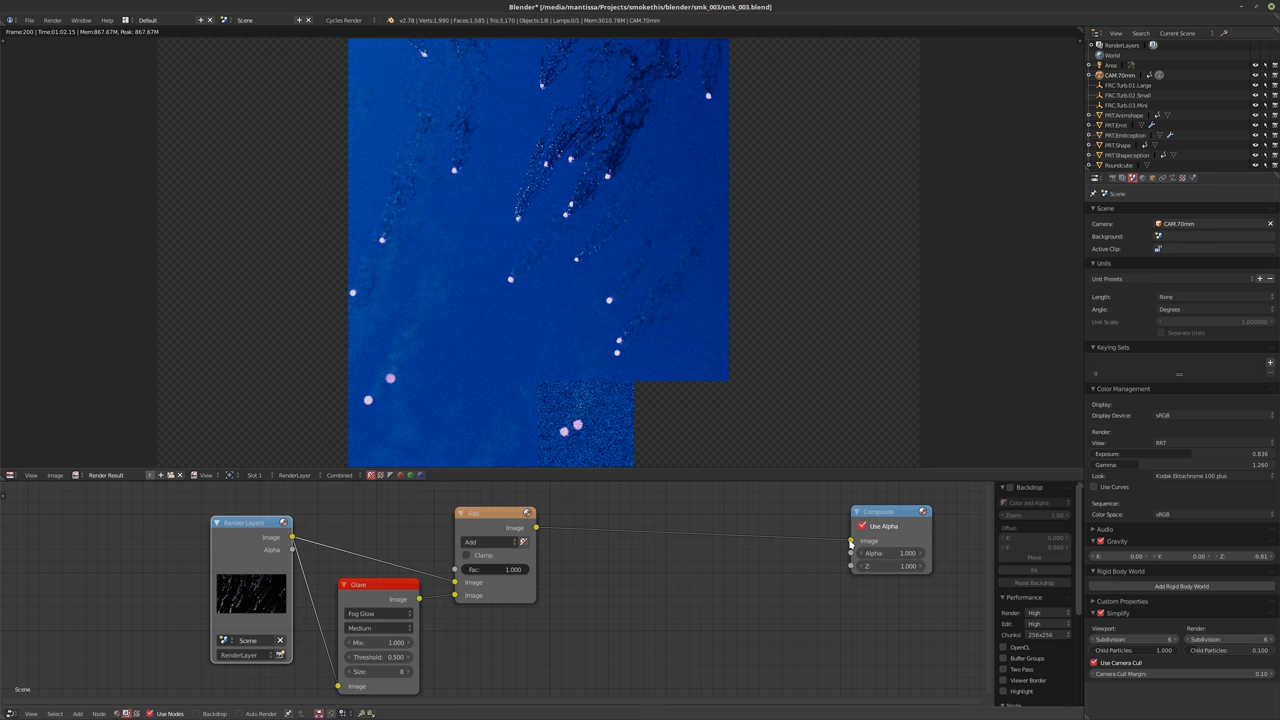 Blender* [/media/mantissa/Projects/smokethis/render/smk_003/smk_003.blend]
File Render Window Help Default Scene Cycles Render v2.78 | Verts:1,990 | Faces:1,585 | Tris:3,170 | Objects:1/8 | Lamps:0/1 | Mem:3010.78M | CAM.70mm
Frame:200 | Time:01:02.15 | Mem:867.67M, Peak: 867.67M
View Search Current Scene
RenderLayers
World
Area
CAM.70mm
FRC.Turb.01.Large
FRC.Turb.02.Small
FRC.Turb.03.Mini
PRT.Animshape
PRT.Emit
PRT.Emitception
PRT.Shape
PRT.Shapeception
Roundcube
Scene
Scene
Camera: CAM.70mm
Background:
Active Clip:
Units
Unit Presets
Length: None
Angle: Degrees
Unit Scale: 1.000000
Separate Units
Keying Sets
Color Management
Display:
Display Device: sRGB
Render:
View: RRT
Exposure: 0.836
Gamma: 1.260
Look: Kodak Ektachrome 100 plus
Use Curves
Sequencer:
Color Space: sRGB
Audio
Gravity
X: 0.00 Y: 0.00 Z: -9.81
Rigid Body World
Add Rigid Body World
Custom Properties
Simplify
Viewport: Render:
Subdivision: 6 Subdivision: 6
Child Particles: 1.000 Child Particles: 0.100
Use Camera Cull
Camera Cull Margin: 0.10
View Image Render Result F View Slot 1 RenderLayer Combined
Render Layers
Image
Alpha
Scene
RenderLayer
Glare
Image
Fog Glow
Medium
Mix: 1.000
Threshold: 0.500
Size: 8
Image
Add
Image
Add
Clamp
Fac: 1.000
Image
Image
Composite
Use Alpha
Image
Alpha: 1.000
Z: 1.000
Backdrop
Color and Alpha
Zoom: 1.00
Offset:
X: 0.000
Y: 0.000
Move
Fit
Reset Backdrop
Performance
Render: High
Edit: High
Chunksi 256x256
OpenCL
Buffer Groups
Two Pass
Viewer Border
Highlight
Scene
View Select Add Node Use Nodes Backdrop Auto Render